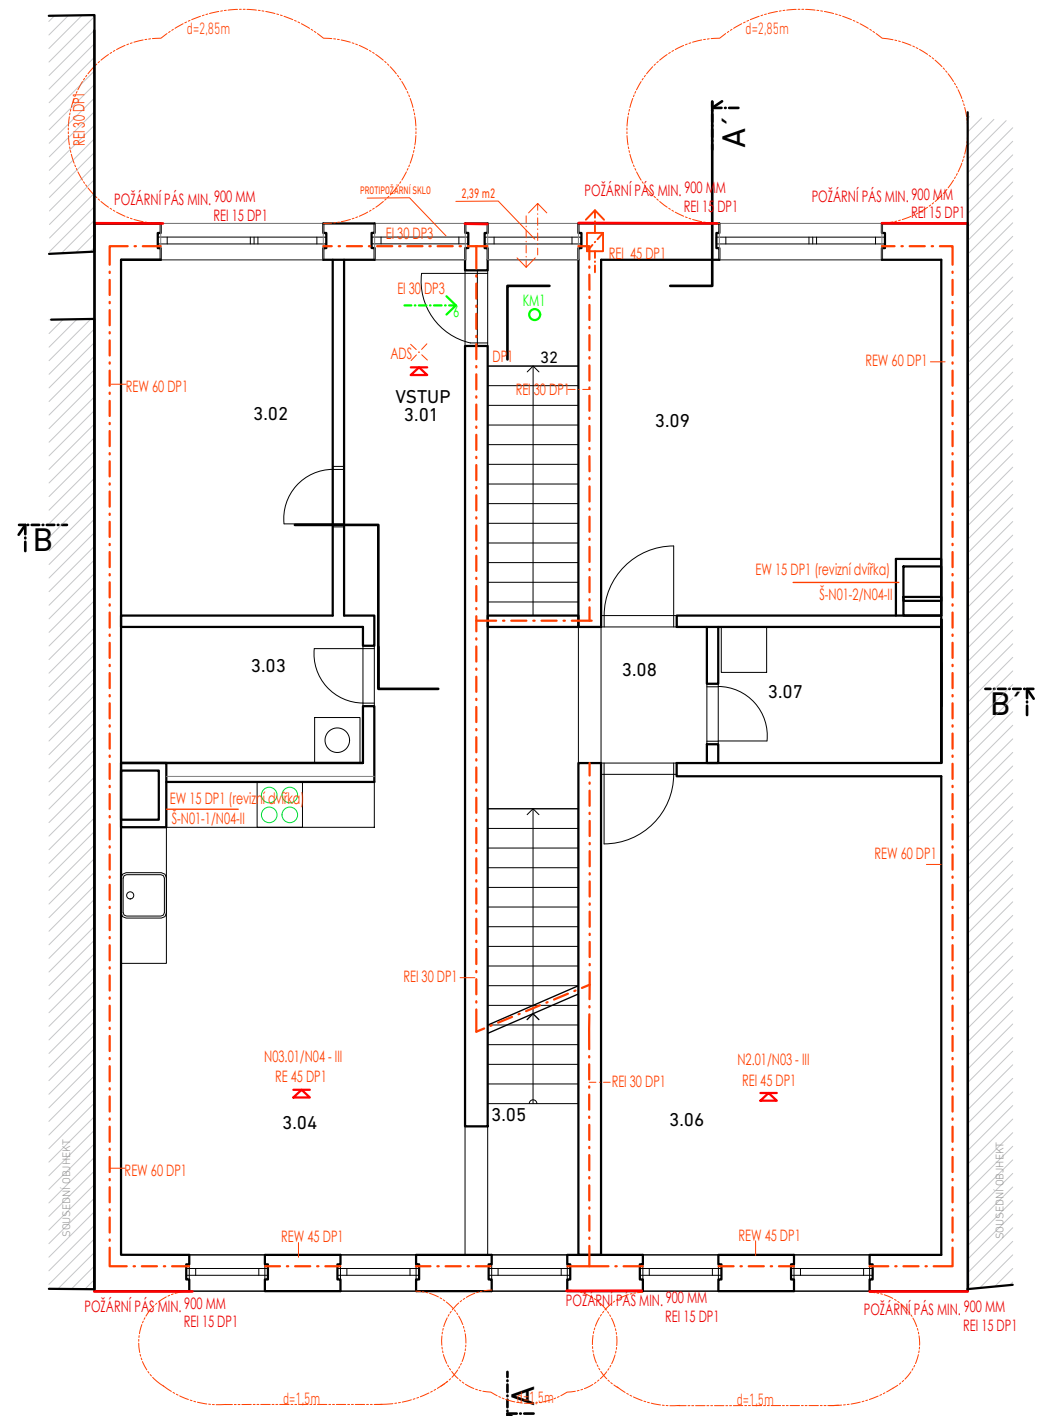 d=2,85m
d=2,85m
REI 30 DP1
A´
POŽÁRNÍ PÁS MIN. 900 MM
REI 15 DP1
PROTIPOŽÁRNÍ SKLO
2,39 m2
POŽÁRNÍ PÁS MIN. 900 MM
REI 15 DP1
POŽÁRNÍ PÁS MIN. 900 MM
REI 15 DP1
EI 30 DP3
REI 45 DP1
EI 30 DP3
6
KM1
ADS
DP1
32
REW 60 DP1
REW 60 DP1
REI 30 DP1
VSTUP
3.01
3.02
3.09
B
EW 15 DP1 (revizní dvířka)
Š-N01-2/N04-II
3.03
3.08
3.07
B´
EW 15 DP1 (revizní dvířka)
Š-N01-1/N04-II
REW 60 DP1
REI 30 DP1
N03.01/N04 - III
RE 45 DP1
3.04
N2.01/N03 - III
REI 45 DP1
3.06
REI 30 DP1
3.05
REW 60 DP1
SOUSEDNÍ OBJHEKT
SOUSEDNÍ OBJHEKT
REW 45 DP1
REW 45 DP1
POŽÁRNÍ PÁS MIN. 900 MM
REI 15 DP1
POŽÁRNÍ PÁS MIN. 900 MM
REI 15 DP1
POŽÁRNÍ PÁS MIN. 900 MM
REI 15 DP1
d=1,5m
A
d=1,5m
d=1,5m